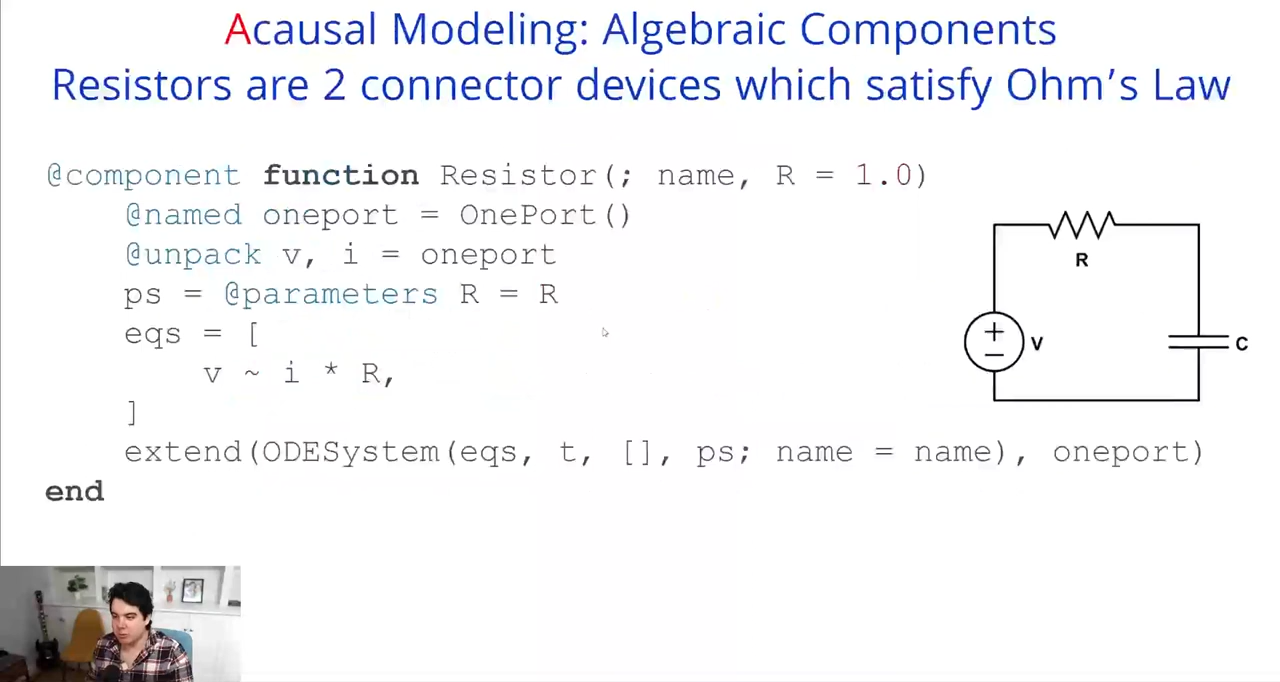 Acausal Modeling: Algebraic Components
Resistors are 2 connector devices which satisfy Ohm's Law
@component function Resistor(; name, R = 1.0)
@named oneport = OnePort()
@unpack v, i = oneport
ps = @parameters R = R
eqs = [
v ~ i * R,
]
extend(ODESystem(eqs, t, [], ps; name = name), oneport)
end
R
+
−
V
C